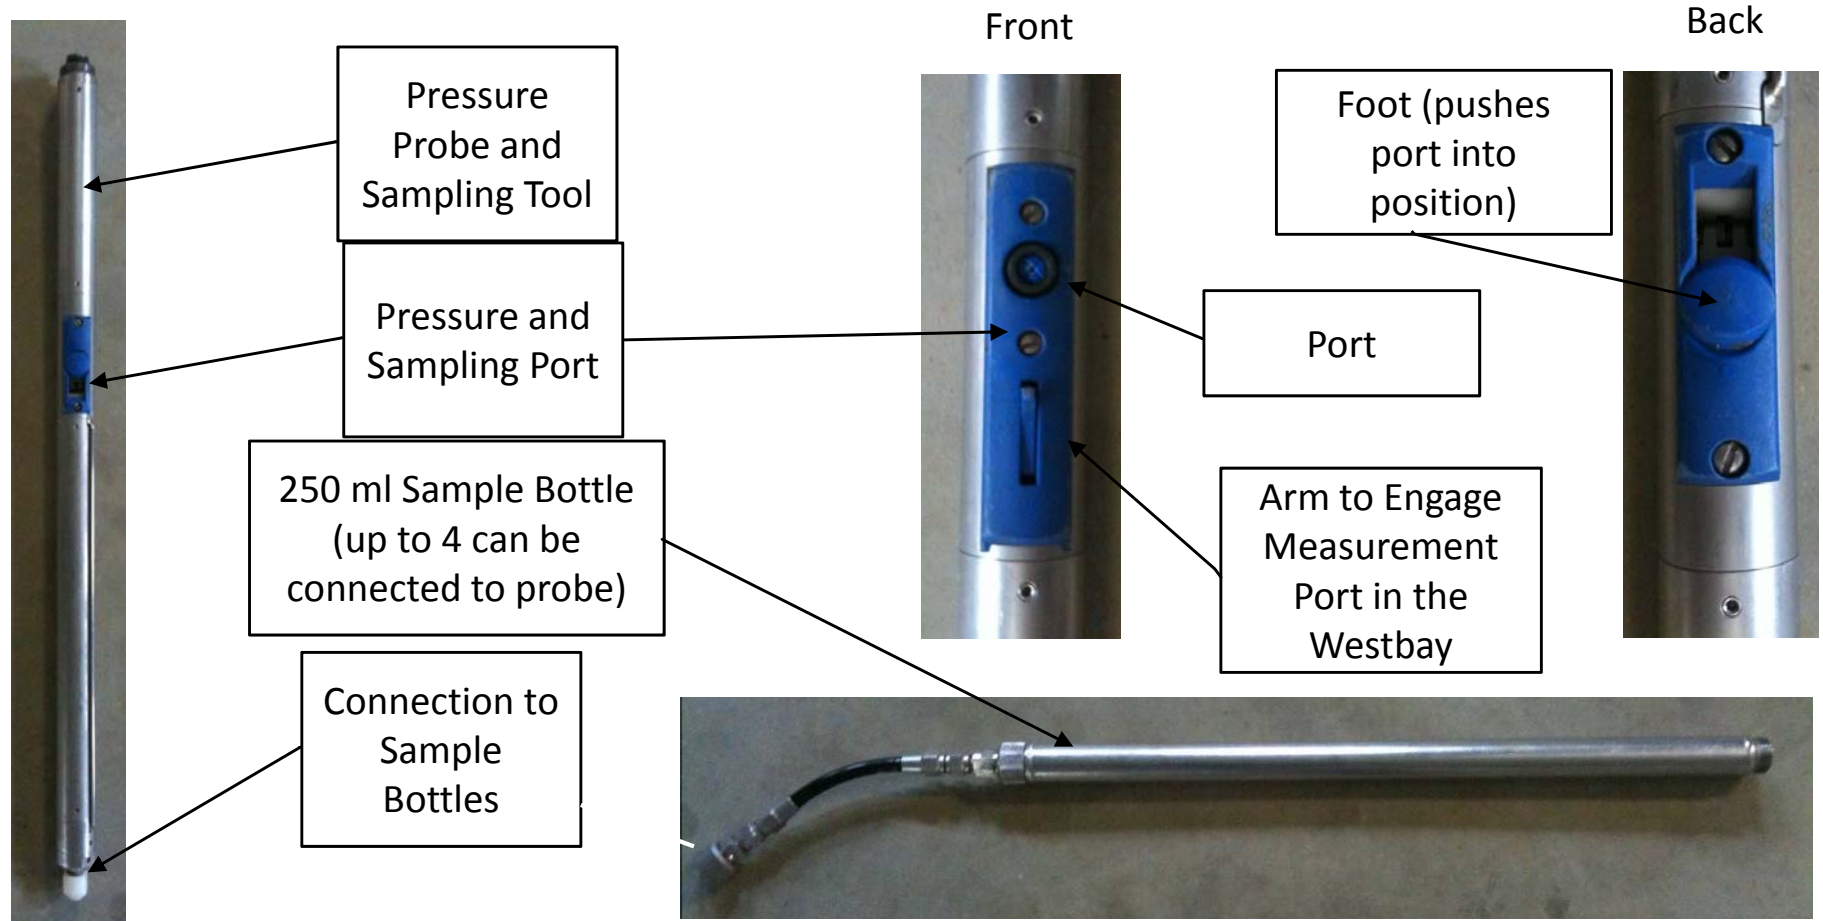 Front
Back
Pressure
Probe and
Sampling Tool
Foot (pushes
port into
position)
Pressure and
Sampling Port
Port
250 ml Sample Bottle
(up to 4 can be
connected to probe)
Arm to Engage
Measurement
Port in the
Westbay
Connection to
Sample
Bottles